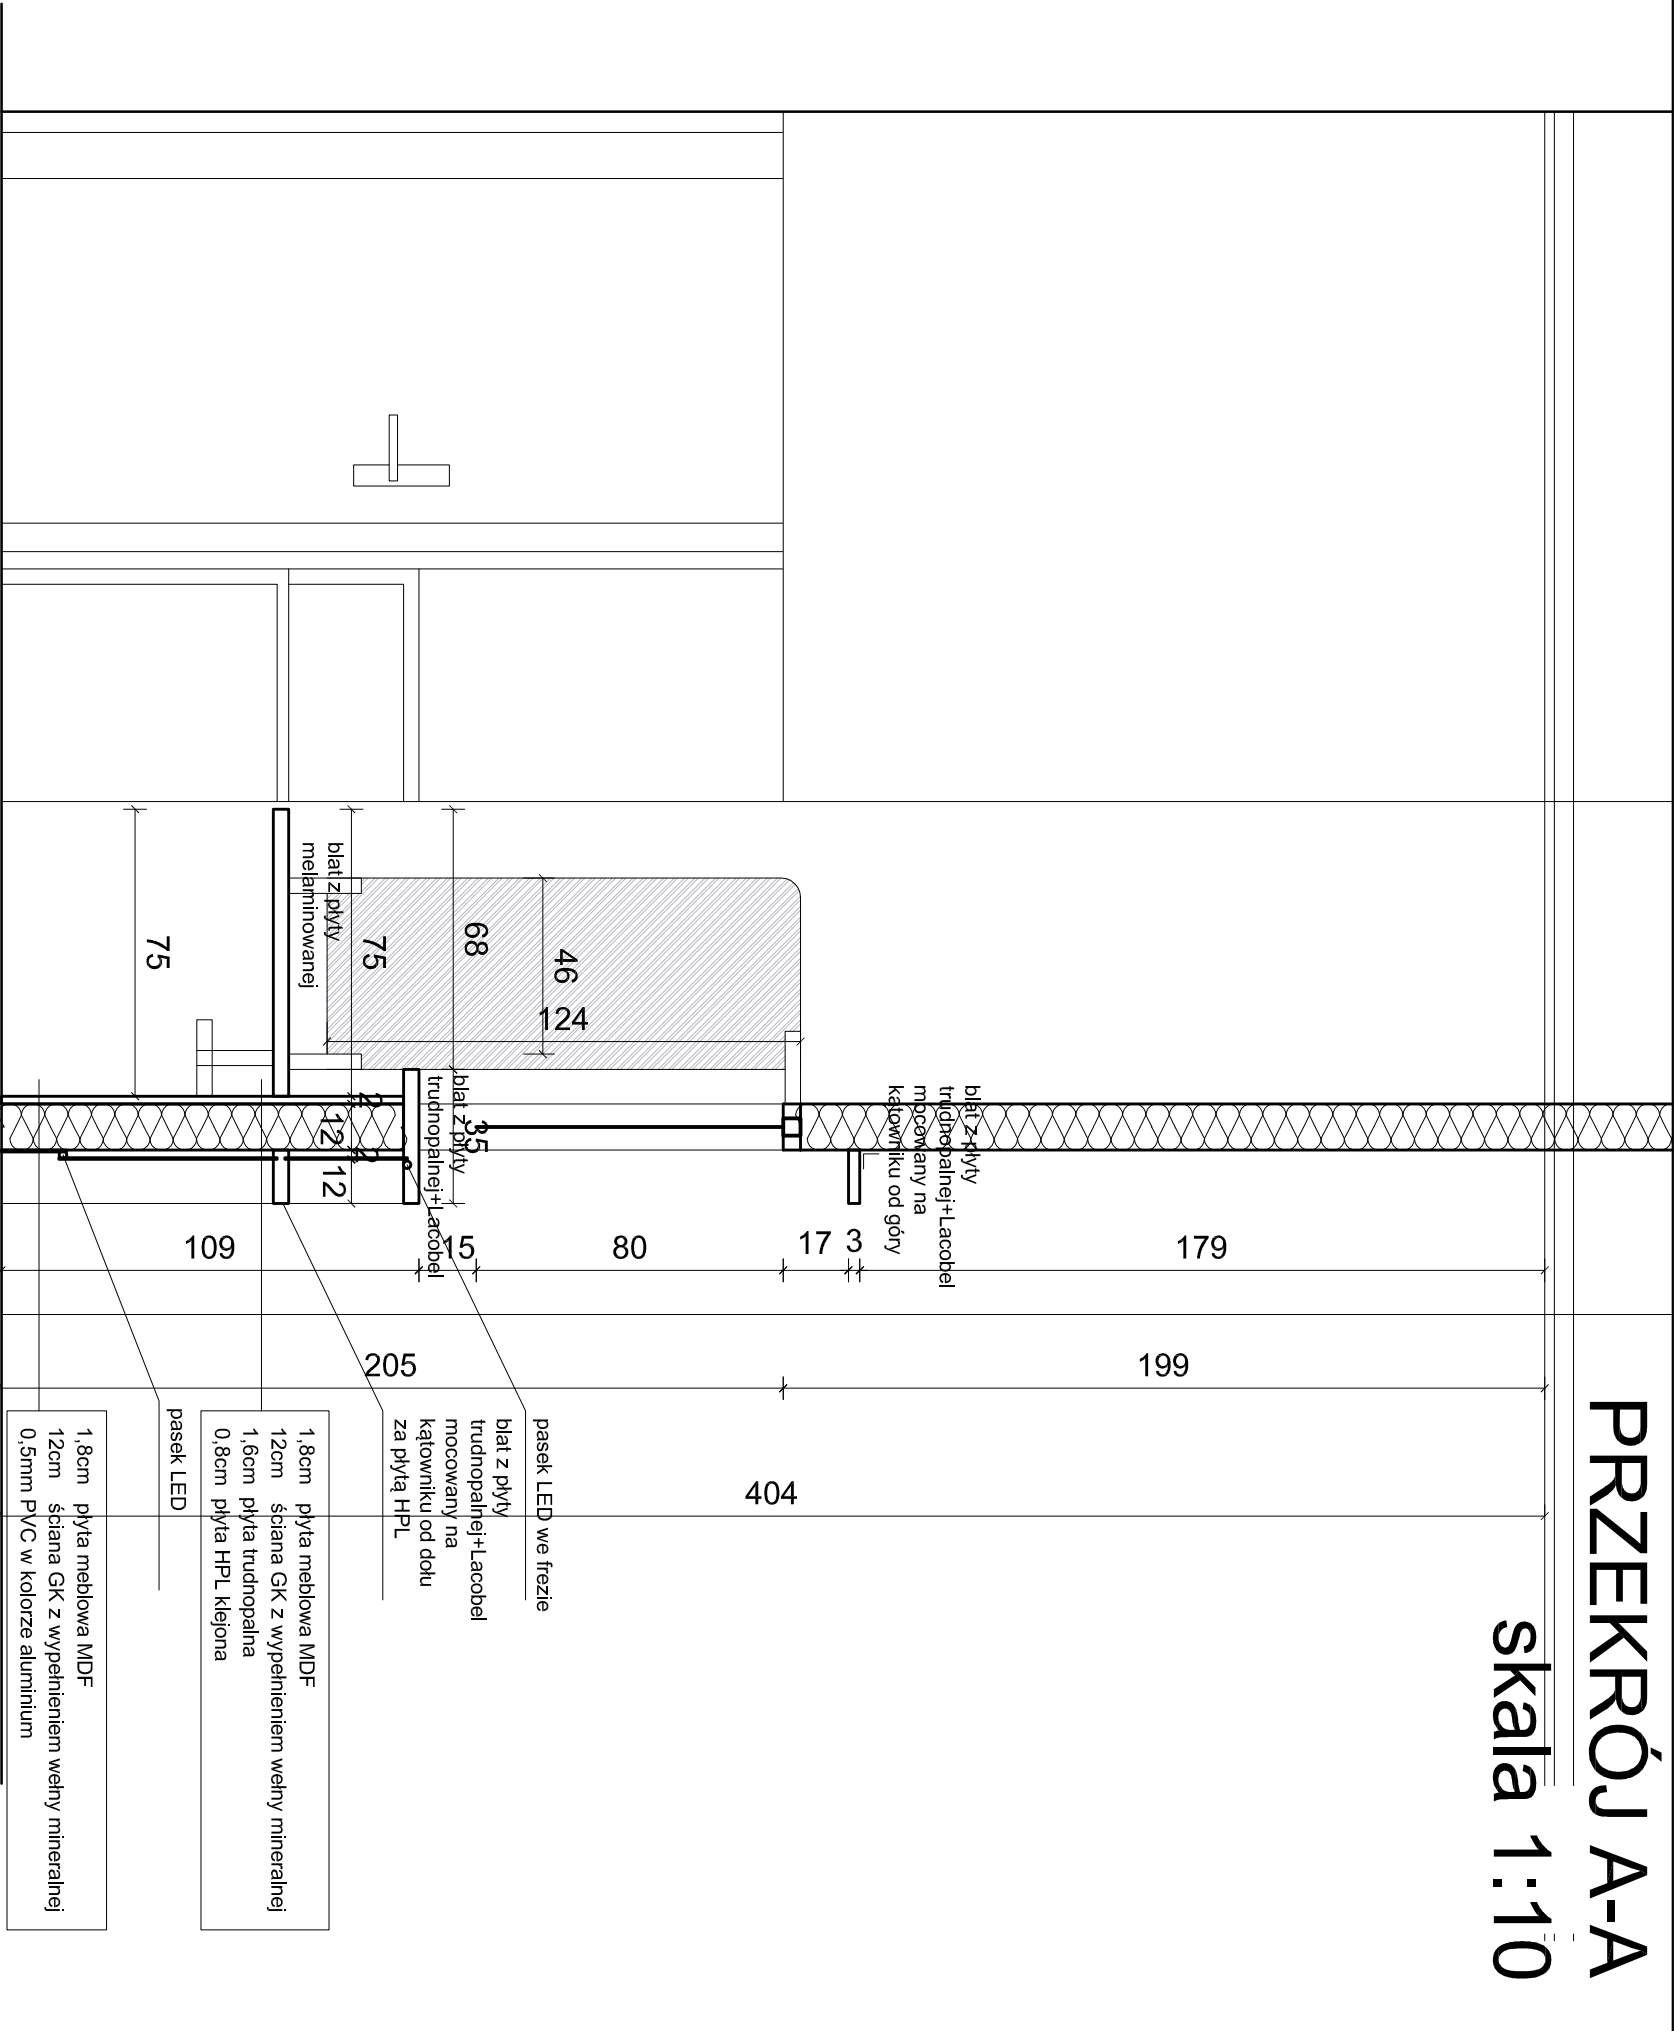 PRZEKRÓJ A-A
skala 1:10
blat z płyty
trudnopalnej+Lacobel
mocowany na
kątowniku od góry
179
3
17
80
15
109
199
205
404
124
46
68
35
75
2
12
2
12
75
blat z płyty
trudnopalnej+Lacobel
blat z płyty
melaminowanej
pasek LED we frezie
blat z płyty
trudnopalnej+Lacobel
mocowany na
kątowniku od dołu
za płytą HPL
1,8cm płyta meblowa MDF
12cm ściana GK z wypełnieniem wełny mineralnej
1,6cm płyta trudnopalna
0,8cm płyta HPL klejona
pasek LED
1,8cm płyta meblowa MDF
12cm ściana GK z wypełnieniem wełny mineralnej
0,5mm PVC w kolorze aluminium